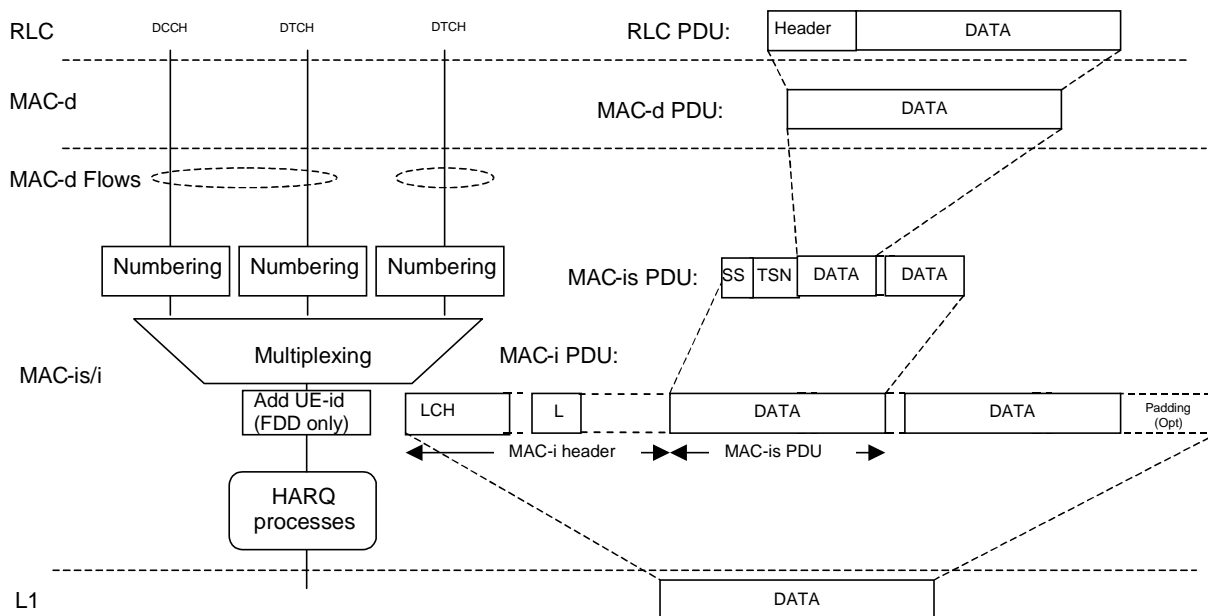 RLC
DCCH
DTCH
DTCH
RLC PDU:
Header
DATA
MAC-d
MAC-d PDU:
DATA
MAC-d Flows
Numbering
Numbering
Numbering
MAC-is PDU:
SS
TSN
DATA
DATA
Multiplexing
MAC-i PDU:
MAC-is/i
Add UE-id
(FDD only)
LCH
L
DATA
DATA
Padding
(Opt)
MAC-i header
MAC-is PDU
HARQ
processes
L1
DATA